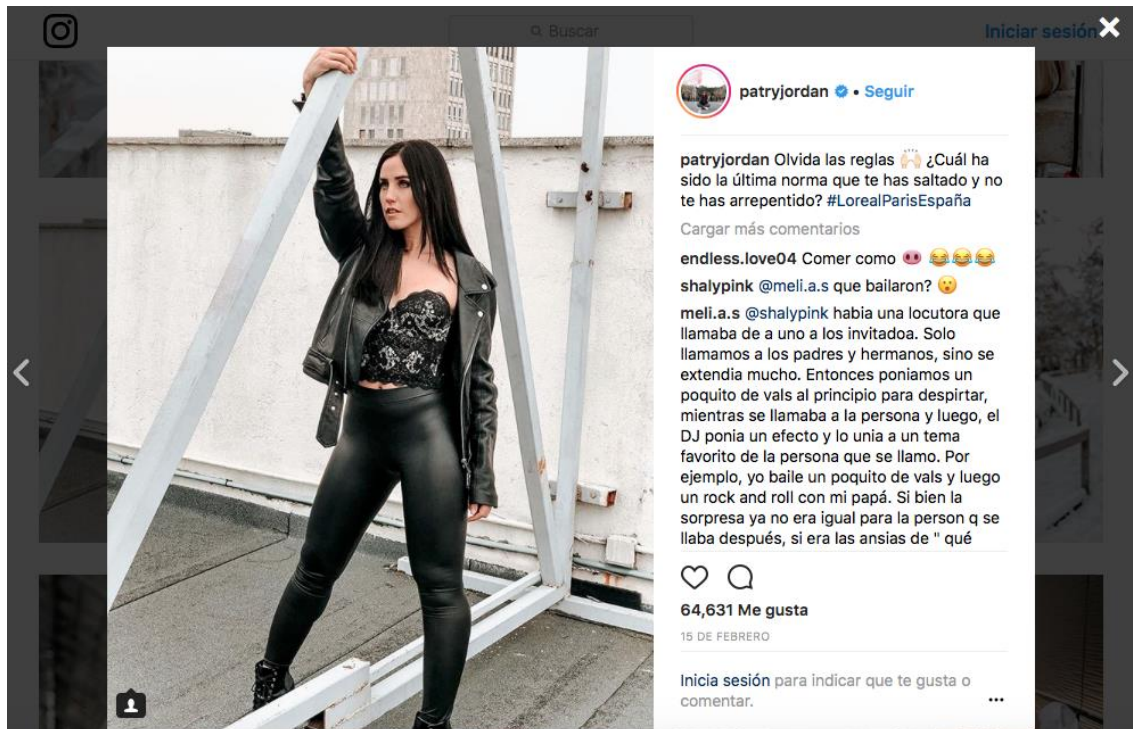 Buscar
Iniciar sesión
patryjordan • Seguir
patryjordan Olvida las reglas 🙌🏻 ¿Cuál ha
sido la última norma que te has saltado y no
te has arrepentido? #LorealParisEspaña
Cargar más comentarios
endless.love04 Comer como 🐽 😂😂😂
shalypink @meli.a.s que bailaron? 😮
meli.a.s @shalypink habia una locutora que
llamaba de a uno a los invitadoa. Solo
llamamos a los padres y hermanos, sino se
extendia mucho. Entonces poniamos un
poquito de vals al principio para despirtar,
mientras se llamaba a la persona y luego, el
DJ ponia un efecto y lo unia a un tema
favorito de la persona que se llamo. Por
ejemplo, yo baile un poquito de vals y luego
un rock and roll con mi papá. Si bien la
sorpresa ya no era igual para la person q se
llaba después, si era las ansias de " qué
64,631 Me gusta
15 DE FEBRERO
Inicia sesión para indicar que te gusta o
comentar.